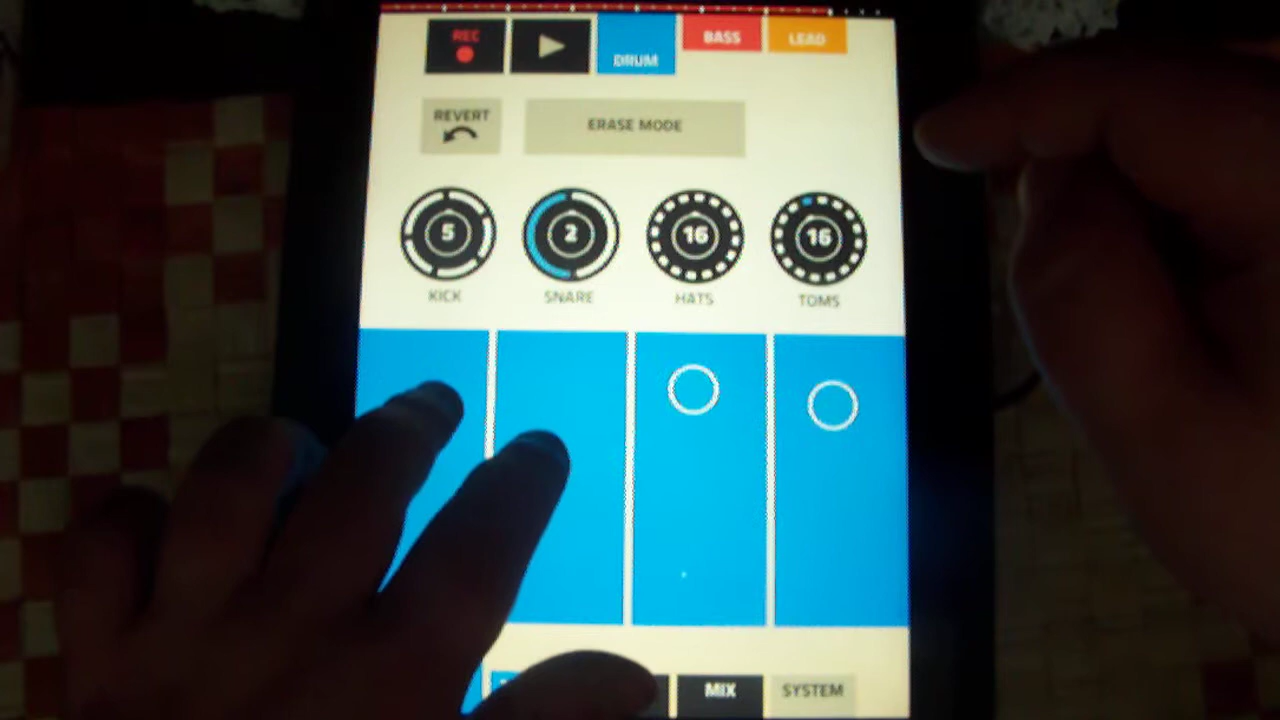 REC
DRUM
BASS
LEAD
REVERT
ERASE MODE
5
2
16
16
KICK
SNARE
HATS
TOMS
MIX
SYSTEM